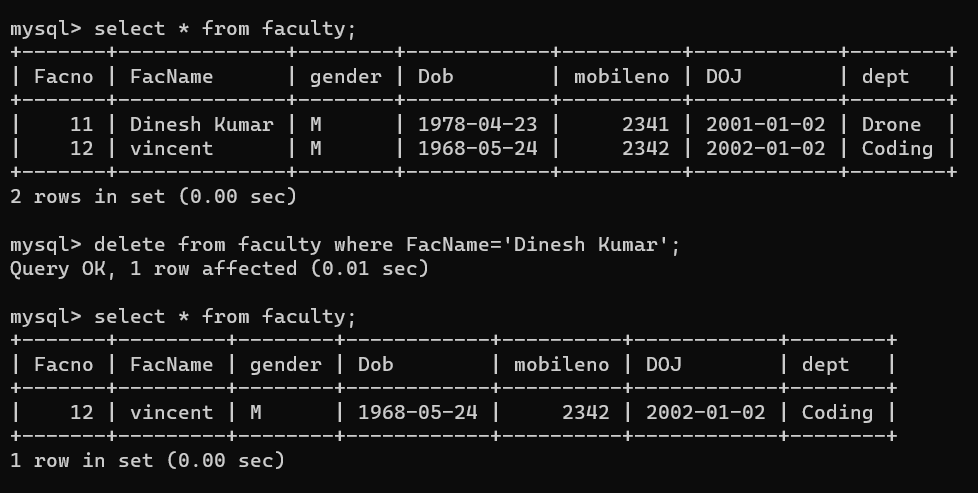 mysql> select * from faculty;
+-------+--------------+--------+------------+----------+------------+--------+
| Facno | FacName      | gender | Dob        | mobileno | DOJ        | dept   |
+-------+--------------+--------+------------+----------+------------+--------+
|    11 | Dinesh Kumar | M      | 1978-04-23 |     2341 | 2001-01-02 | Drone  |
|    12 | vincent      | M      | 1968-05-24 |     2342 | 2002-01-02 | Coding |
+-------+--------------+--------+------------+----------+------------+--------+
2 rows in set (0.00 sec)

mysql> delete from faculty where FacName='Dinesh Kumar';
Query OK, 1 row affected (0.01 sec)

mysql> select * from faculty;
+-------+---------+--------+------------+----------+------------+--------+
| Facno | FacName | gender | Dob        | mobileno | DOJ        | dept   |
+-------+---------+--------+------------+----------+------------+--------+
|    12 | vincent | M      | 1968-05-24 |     2342 | 2002-01-02 | Coding |
+-------+---------+--------+------------+----------+------------+--------+
1 row in set (0.00 sec)